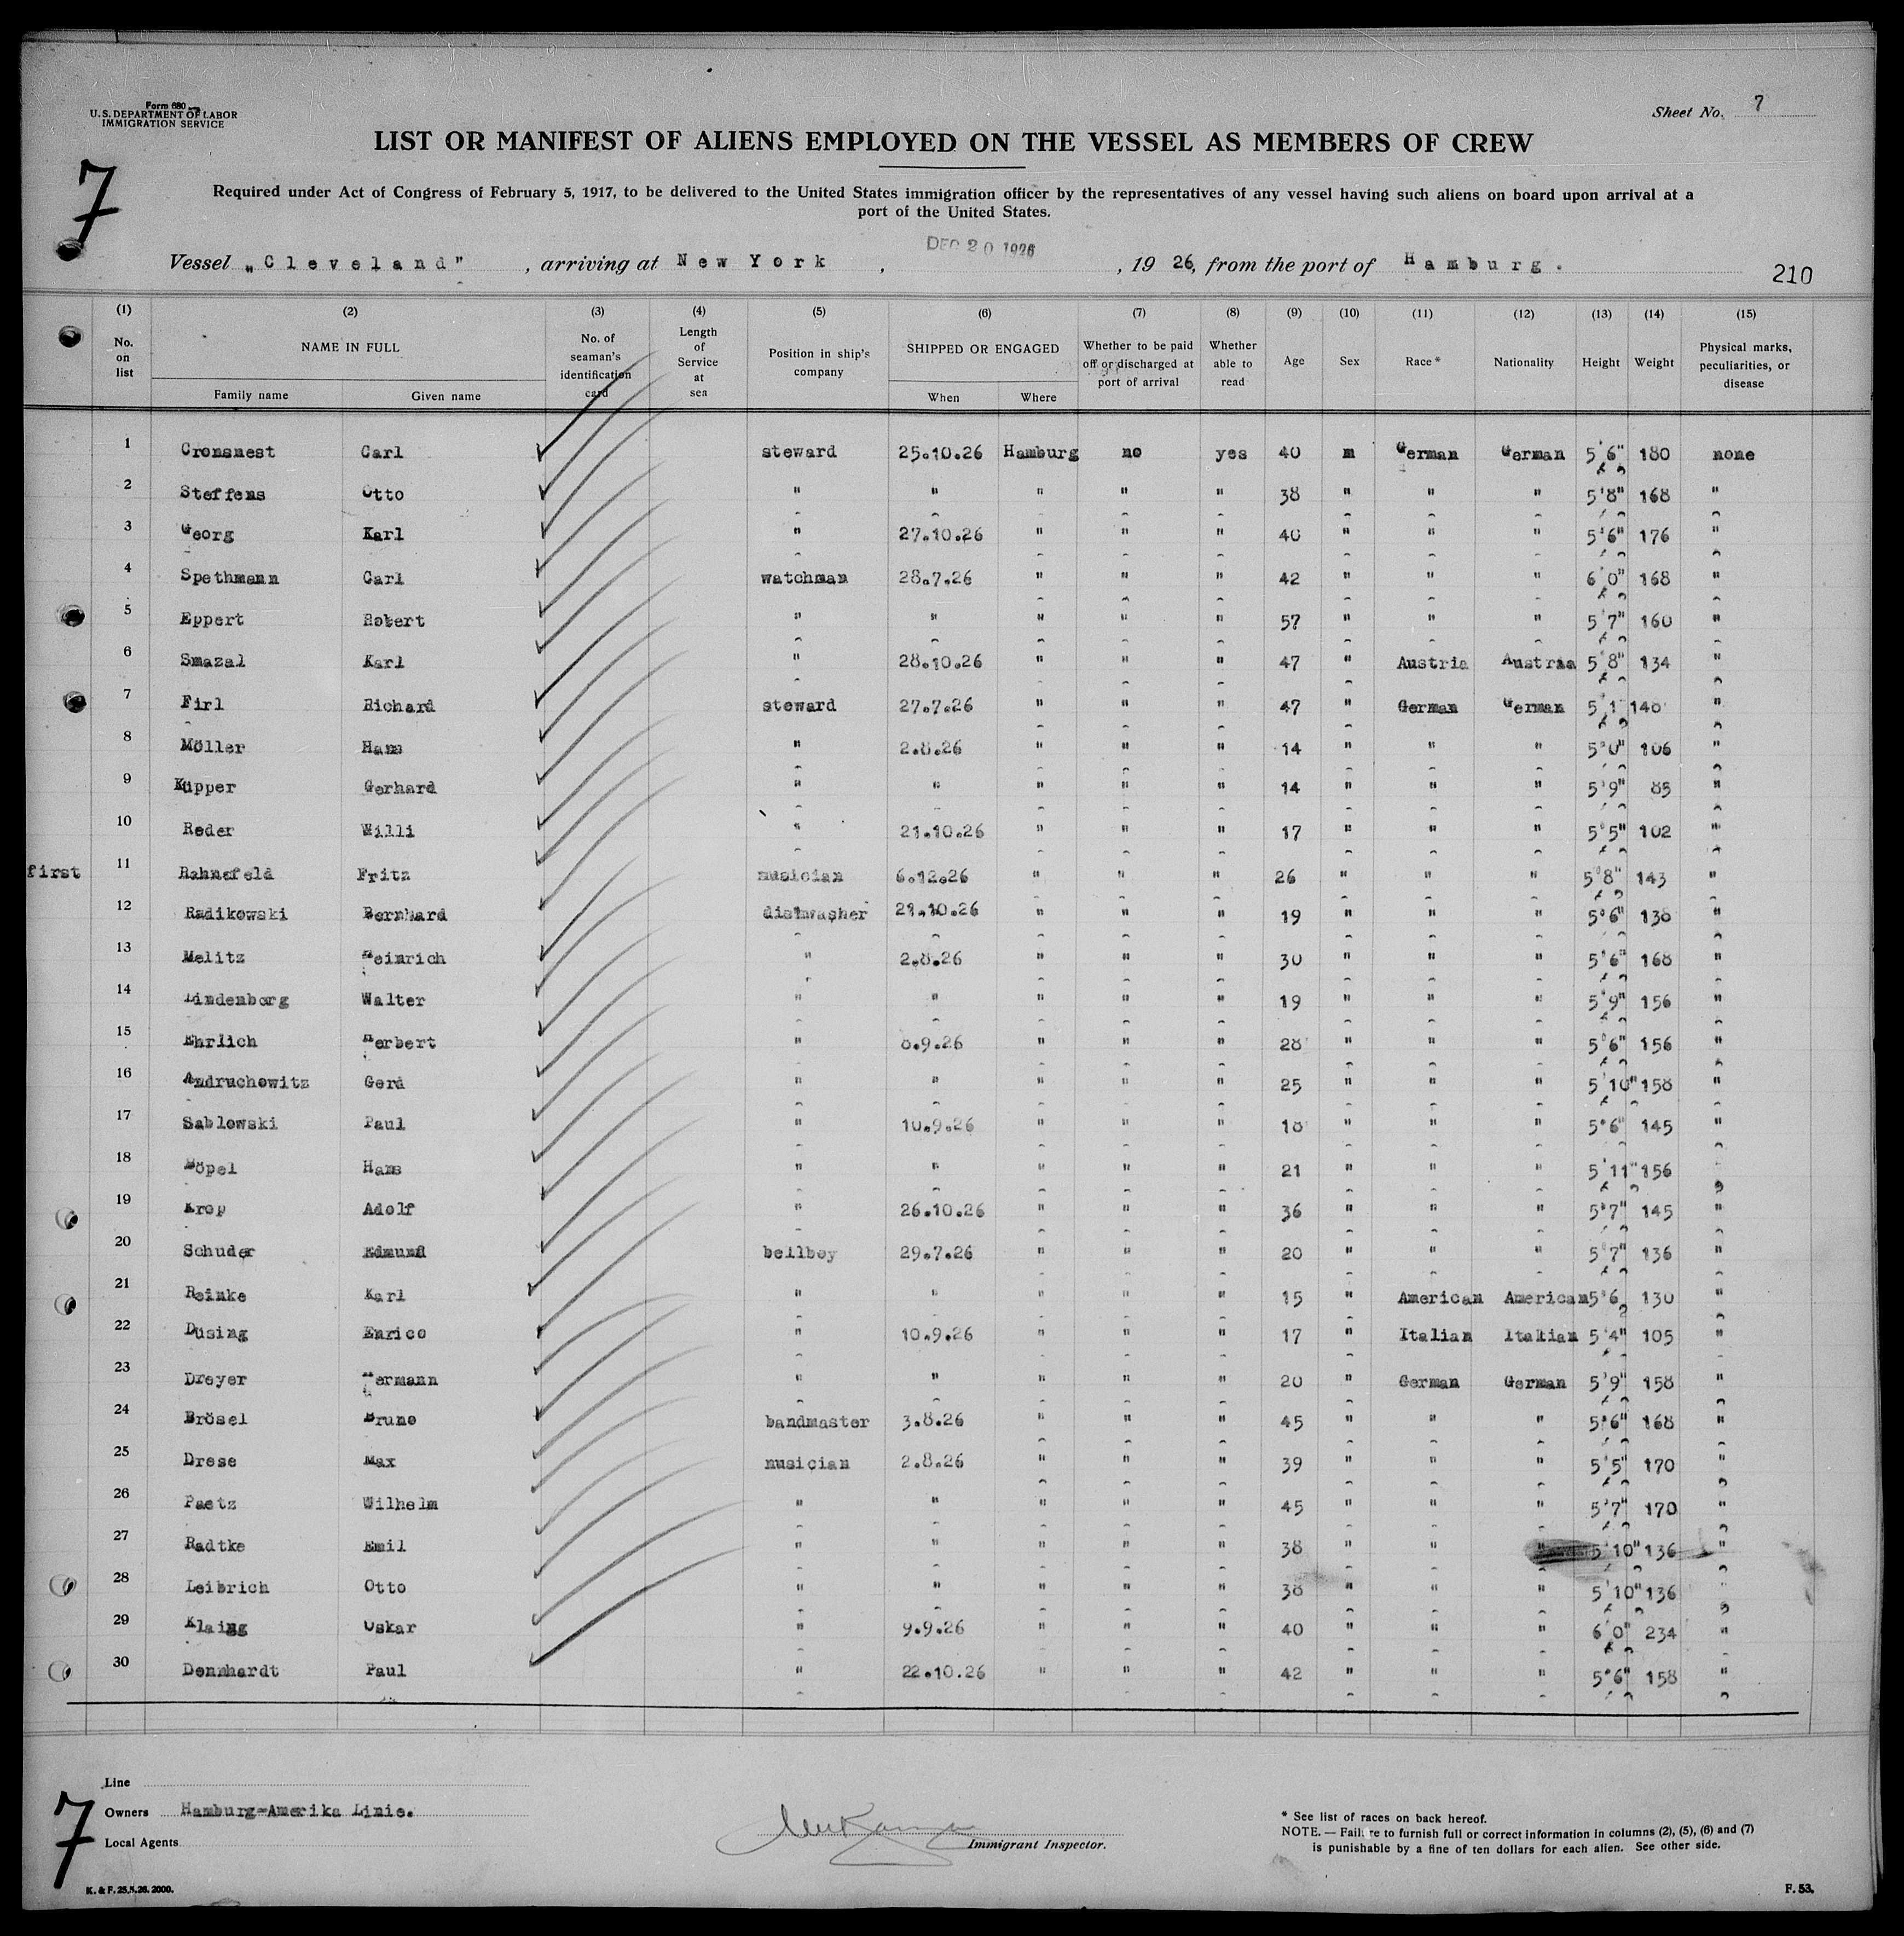 Form 680
U. S. DEPARTMENT OF LABOR
IMMIGRATION SERVICE
Sheet No. 7
LIST OR MANIFEST OF ALIENS EMPLOYED ON THE VESSEL AS MEMBERS OF CREW
7
Required under Act of Congress of February 5, 1917, to be delivered to the United States immigration officer by the representatives of any vessel having such aliens on board upon arrival at a
port of the United States.
DEC 20 1926
Vessel „Cleveland", arriving at New York, , 1926, from the port of Hamburg.
210
(1) (2) (3) (4) (5) (6) (7) (8) (9) (10) (11) (12) (13) (14) (15)
No. on list NAME IN FULL No. of seaman's identification card Length of Service at sea Position in ship's company SHIPPED OR ENGAGED Whether to be paid off or discharged at port of arrival Whether able to read Age Sex Race * Nationality Height Weight Physical marks, peculiarities, or disease
Family name Given name When Where
1 Cronsnest Carl steward 25.10.26 Hamburg no yes 40 m German German 5'6" 180 none
2 Steffens Otto " " " " " 38 " " " 5'8" 168 "
3 Georg Karl " 27.10.26 " " " 40 " " " 5'6" 176 "
4 Spethmann Carl watchman 28.7.26 " " " 42 " " " 6'0" 168 "
5 Eppert Robert " " " " " 57 " " " 5'7" 160 "
6 Smazal Karl " 28.10.26 " " " 47 " Austria Austria 5'8" 134 "
7 Firl Richard steward 27.7.26 " " " 47 " German German 5'1" "
8 Möller Hans " 2.8.26 " " " 14 " " " 5'0" 106 "
9 Küpper Gerhard " " " " " 14 " " " 5'9" 85 "
10 Reder Willi " 21.10.26 " " " 17 " " " 5'5" 102 "
first 11 Rahnefeld Fritz musician 6.12.26 " " " 26 " " " 5'8" 143 "
12 Radikowski Bernhard dishwasher 21.10.26 " " " 19 " " " 5'6" 138 "
13 Melitz Heinrich " 2.8.26 " " " 30 " " " 5'6" 168 "
14 Lindenborg Walter " " " " " 19 " " " 5'9" 156 "
15 Ehrlich Herbert " 8.9.26 " " " 28 " " " 5'6" 156 "
16 Andruchowitz Gerd " " " " " 25 " " " 5'10" 158 "
17 Sablowski Paul " 10.9.26 " " " 18 " " " 5'6" 145 "
18 Hans " " " " " 21 " " " 5'11" 156 "
19 Krop Adolf " 26.10.26 " " " 36 " " " 5'7" 145 "
20 Schuder Edmund bellboy 29.7.26 " " " 20 " " " 5'7" 136 "
21 Reinke Karl " " " " " 15 " American American 5'6 130 "
22 Düsing Enrico " 10.9.26 " " " 17 " Italian Italian 5'4" 105 "
23 Dreyer Hermann " " " " " 20 " German German 5'9" 158 "
24 Brösel Bruno bandmaster 3.8.26 " " " 45 " " " 5'6" 168 "
25 Drese Max musician 2.8.26 " " " 39 " " " 5'5" 170 "
26 Paetz Wilhelm " " " " " 45 " " " 5'7" 170 "
27 Radtke Emil " " " " " 38 " " " 5'10" 136 "
28 Leibrich Otto " " " " " 38 " " " 5'10" 136 "
29 Klaing Oskar " 9.9.26 " " " 40 " " " 6'0" 234 "
30 Dennhardt Paul " 22.10.26 " " " 42 " " " 5'6" 158 "
Line
Owners Hamburg-Amerika Linie.
Local Agents
7
Immigrant Inspector.
* See list of races on back hereof.
NOTE. — Failure to furnish full or correct information in columns (2), (5), (6) and (7)
is punishable by a fine of ten dollars for each alien. See other side.
K. & F. 25.5.26. 2000.
F. 53.